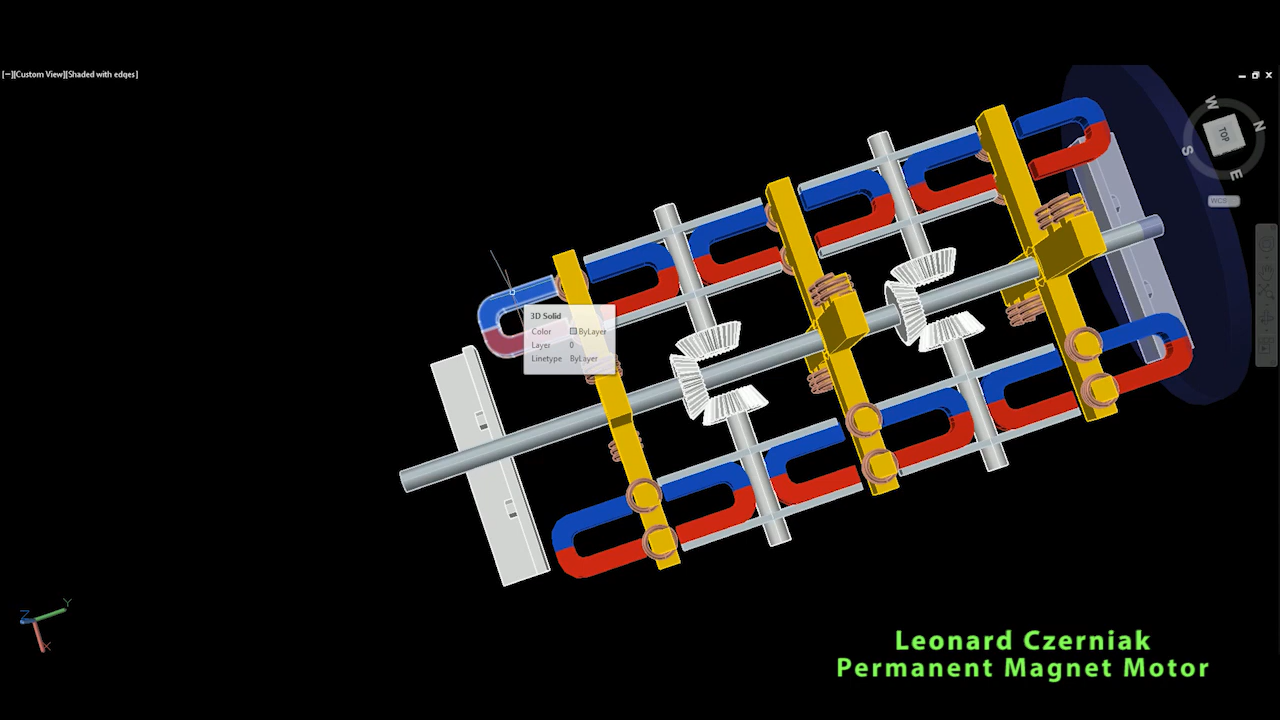 [−][Custom View][Shaded with edges]
W
N
TOP
S
E
WCS
3D Solid
Color ByLayer
Layer 0
Linetype ByLayer
Z
Y
X
Leonard Czerniak
Permanent Magnet Motor